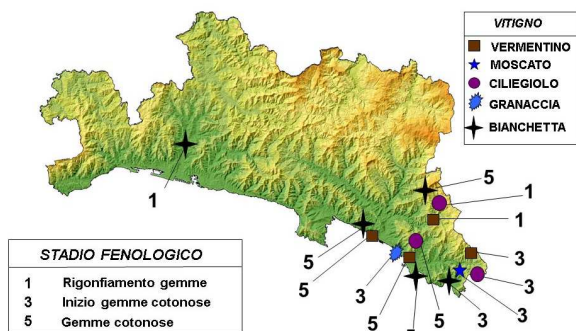 VITIGNO
VERMENTINO
MOSCATO
CILIEGIOLO
GRANACCIA
BIANCHETTA
5
1
1
1
3
5
5
3
5
5
3
3
3
STADIO FENOLOGICO
1 Rigonfiamento gemme
3 Inizio gemme cotonose
5 Gemme cotonose